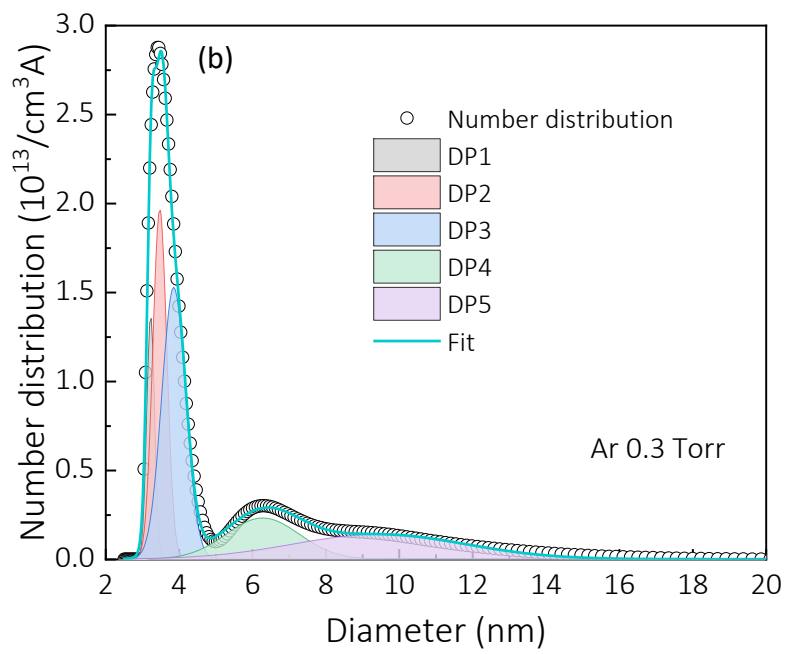 (b)
Number distribution (10¹³/cm³A)
3.0
2.5
2.0
1.5
1.0
0.5
0.0
Number distribution
DP1
DP2
DP3
DP4
DP5
Fit
Ar 0.3 Torr
2 4 6 8 10 12 14 16 18 20
Diameter (nm)